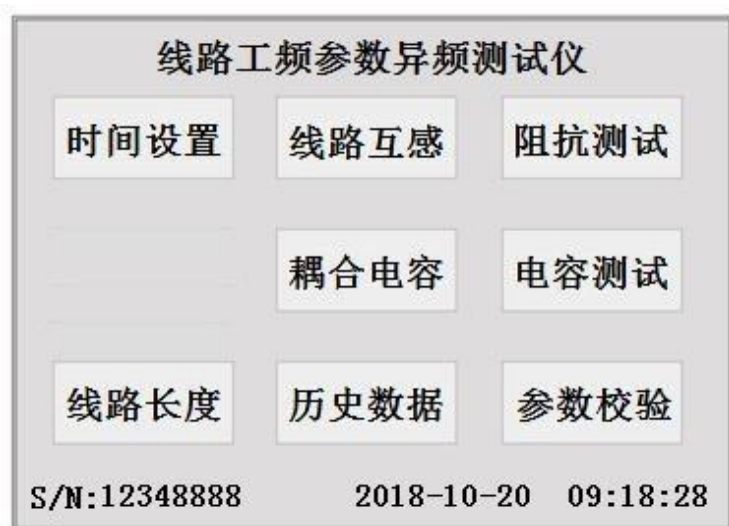 线路工频参数异频测试仪
时间设置 线路互感 阻抗测试
耦合电容 电容测试
线路长度 历史数据 参数校验
S/N:12348888 2018-10-20 09:18:28